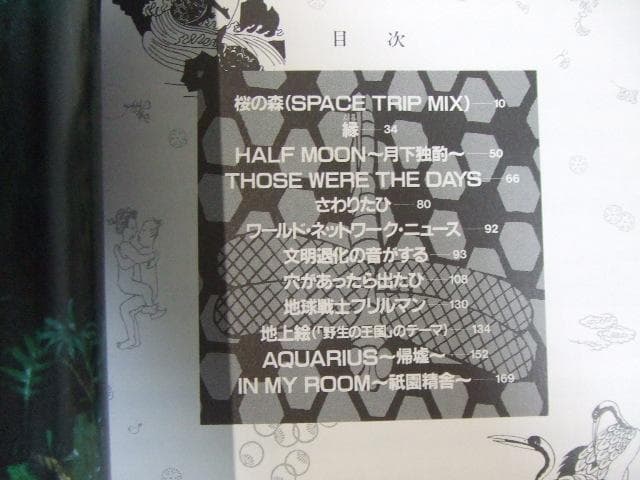 目次
桜の森(SPACE TRIP MIX)—10
縁—34
HALF MOON〜月下独酌〜—50
THOSE WERE THE DAYS—66
さわりたひ—80
ワールド・ネットワーク・ニュース—92
文明退化の音がする—93
穴があったら出たひ—108
地球戦士フリルマン—130
地上絵(「野生の王国」のテーマ)—134
AQUARIUS〜帰墟〜—152
IN MY ROOM〜祇園精舎〜—169